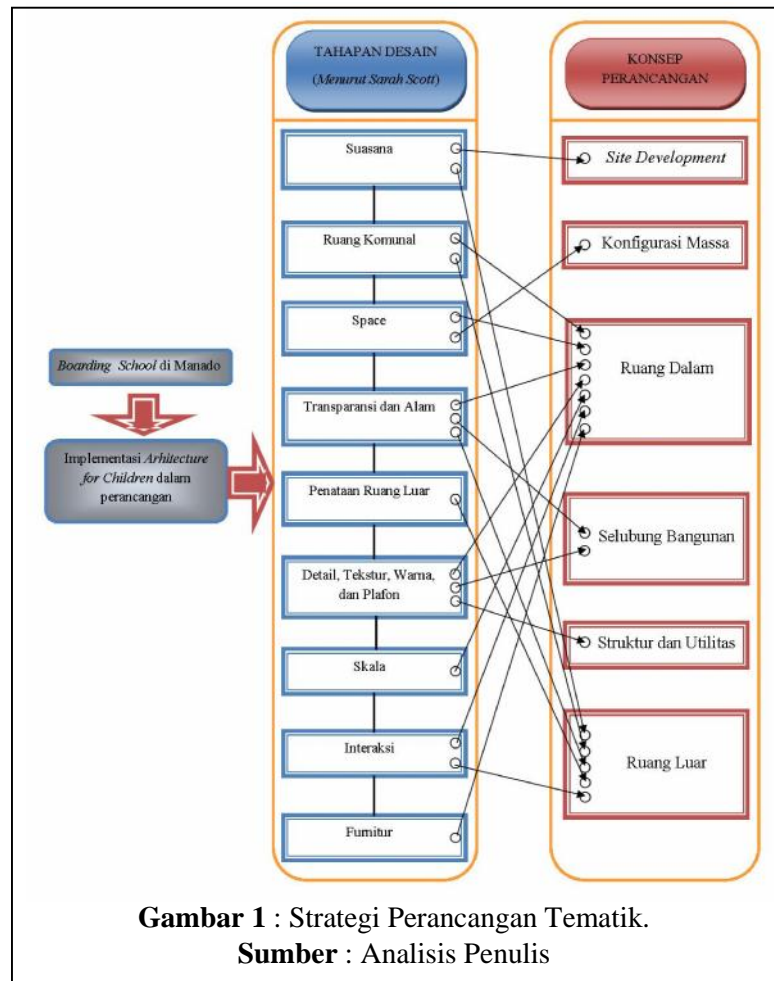 TAHAPAN DESAIN
(Menurut Sarah Scott)
KONSEP
PERANCANGAN
Suasana
Site Development
Ruang Komunal
Konfigurasi Massa
Space
Ruang Dalam
Boarding School di Manado
Transparansi dan Alam
Implementasi Arhitecture
for Children dalam
perancangan
Penataan Ruang Luar
Selubung Bangunan
Detail, Tekstur, Warna,
dan Plafon
Struktur dan Utilitas
Skala
Interaksi
Ruang Luar
Furnitur
Gambar 1 : Strategi Perancangan Tematik.
Sumber : Analisis Penulis